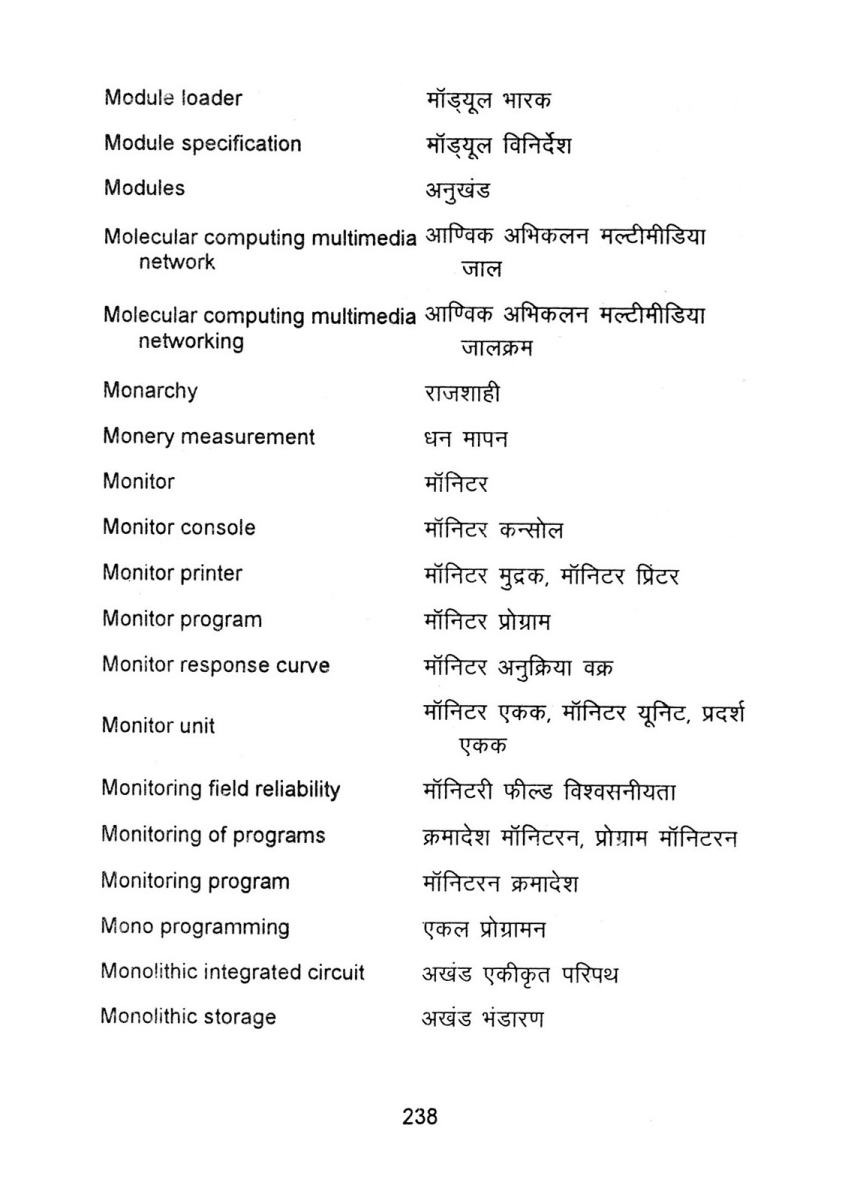 Module loader मॉड्यूल भारक
Module specification मॉड्यूल विनिर्देश
Modules अनुखंड
Molecular computing multimedia आण्विक अभिकलन मल्टीमीडिया
network जाल
Molecular computing multimedia आण्विक अभिकलन मल्टीमीडिया
networking जालक्रम
Monarchy राजशाही
Monery measurement धन मापन
Monitor मॉनिटर
Monitor console मॉनिटर कन्सोल
Monitor printer मॉनिटर मुद्रक, मॉनिटर प्रिंटर
Monitor program मॉनिटर प्रोग्राम
Monitor response curve मॉनिटर अनुक्रिया वक्र
Monitor unit मॉनिटर एकक, मॉनिटर यूनिट, प्रदर्श
एकक
Monitoring field reliability मॉनिटरी फील्ड विश्वसनीयता
Monitoring of programs क्रमादेश मॉनिटरन, प्रोग्राम मॉनिटरन
Monitoring program मॉनिटरन क्रमादेश
Mono programming एकल प्रोग्रामन
Monolithic integrated circuit अखंड एकीकृत परिपथ
Monolithic storage अखंड भंडारण
238